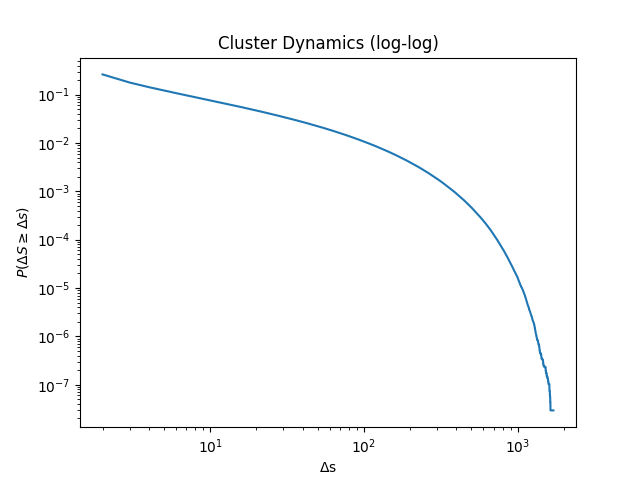 Cluster Dynamics (log-log)
P(ΔS ≥ Δs)
10⁻¹
10⁻²
10⁻³
10⁻⁴
10⁻⁵
10⁻⁶
10⁻⁷
10¹ 10² 10³
Δs